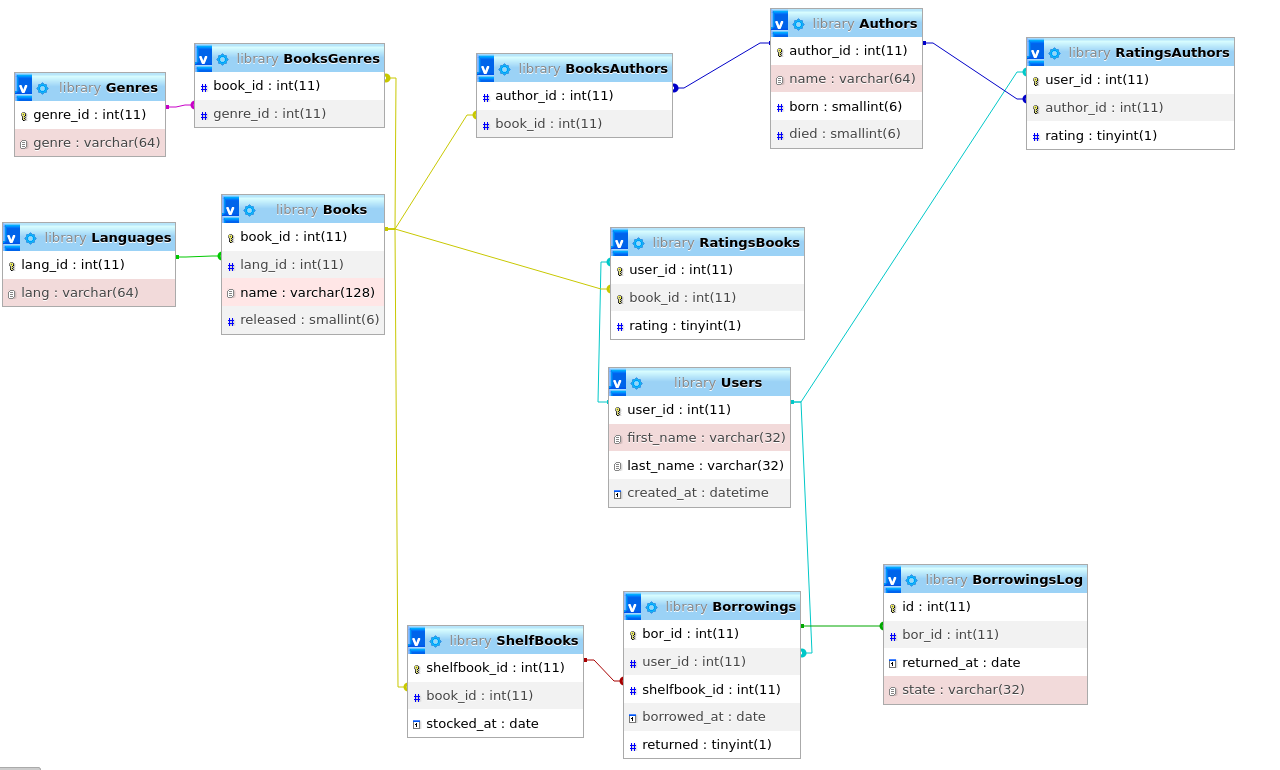 library Genres
genre_id : int(11)
genre : varchar(64)
library BooksGenres
book_id : int(11)
genre_id : int(11)
library BooksAuthors
author_id : int(11)
book_id : int(11)
library Authors
author_id : int(11)
name : varchar(64)
born : smallint(6)
died : smallint(6)
library RatingsAuthors
user_id : int(11)
author_id : int(11)
rating : tinyint(1)
library Languages
lang_id : int(11)
lang : varchar(64)
library Books
book_id : int(11)
lang_id : int(11)
name : varchar(128)
released : smallint(6)
library RatingsBooks
user_id : int(11)
book_id : int(11)
rating : tinyint(1)
library Users
user_id : int(11)
first_name : varchar(32)
last_name : varchar(32)
created_at : datetime
library ShelfBooks
shelfbook_id : int(11)
book_id : int(11)
stocked_at : date
library Borrowings
bor_id : int(11)
user_id : int(11)
shelfbook_id : int(11)
borrowed_at : date
returned : tinyint(1)
library BorrowingsLog
id : int(11)
bor_id : int(11)
returned_at : date
state : varchar(32)